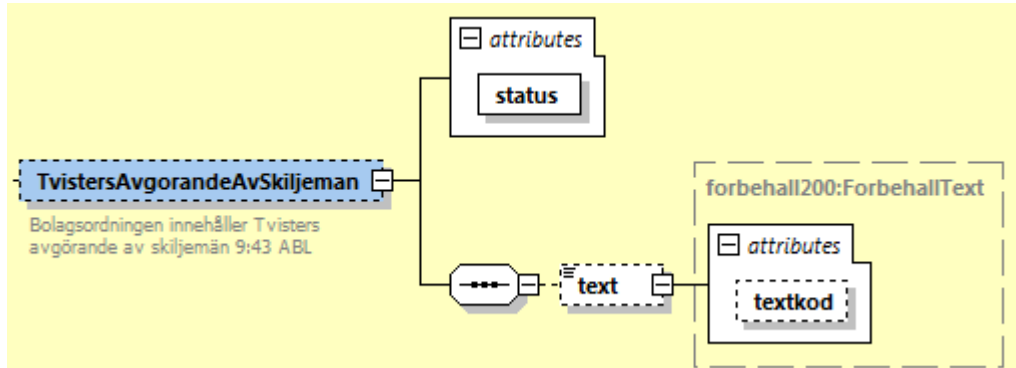 attributes
status
TvistersAvgorandeAvSkiljeman
Bolagsordningen innehåller Tvisters
avgörande av skiljemän 9:43 ABL
forbehall200:ForbehallText
attributes
text
textkod